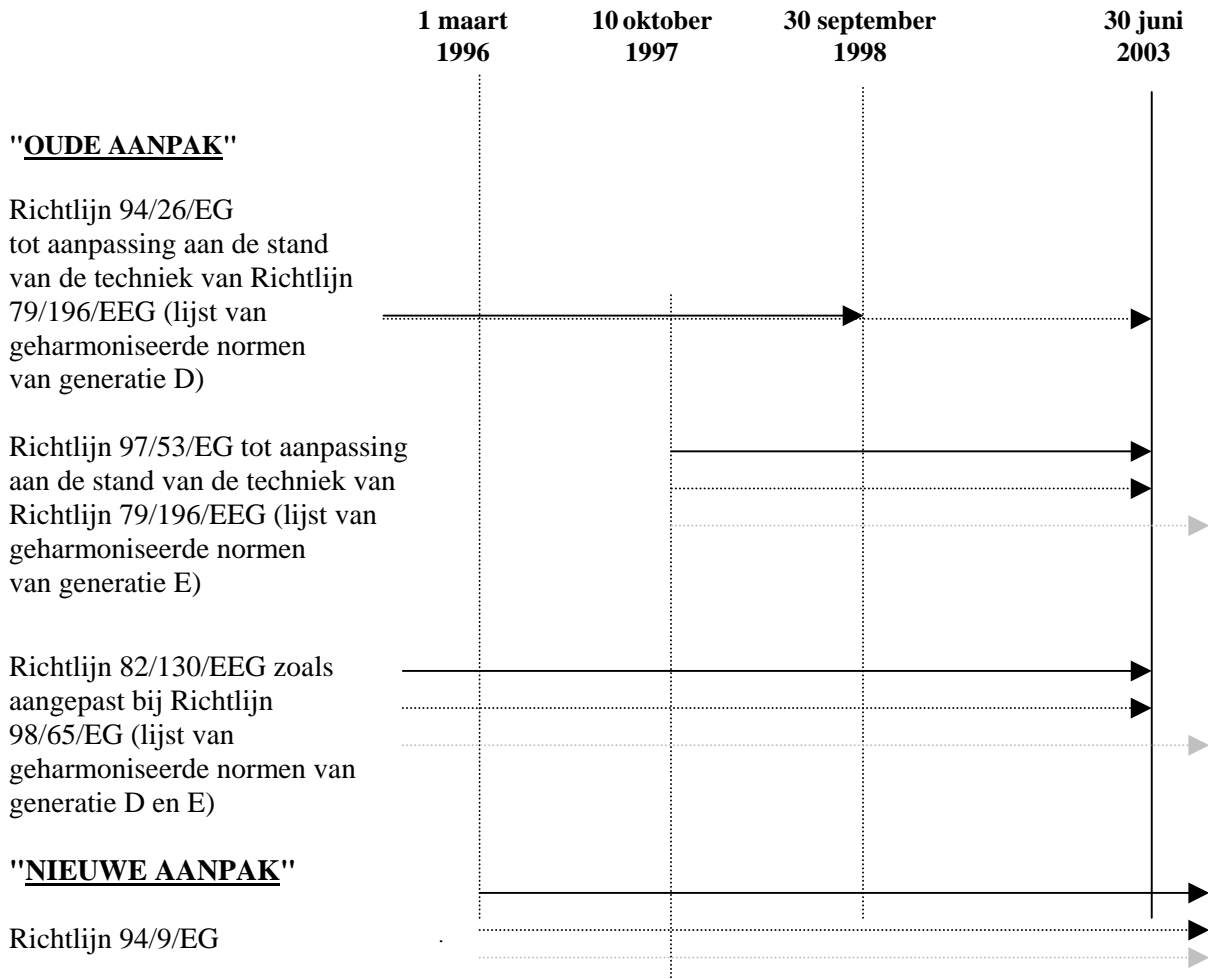 1 maart 10 oktober 30 september 30 juni
1996 1997 1998 2003
"OUDE AANPAK"
Richtlijn 94/26/EG
tot aanpassing aan de stand
van de techniek van Richtlijn
79/196/EEG (lijst van
geharmoniseerde normen
van generatie D)
Richtlijn 97/53/EG tot aanpassing
aan de stand van de techniek van
Richtlijn 79/196/EEG (lijst van
geharmoniseerde normen
van generatie E)
Richtlijn 82/130/EEG zoals
aangepast bij Richtlijn
98/65/EG (lijst van
geharmoniseerde normen van
generatie D en E)
"NIEUWE AANPAK"
Richtlijn 94/9/EG